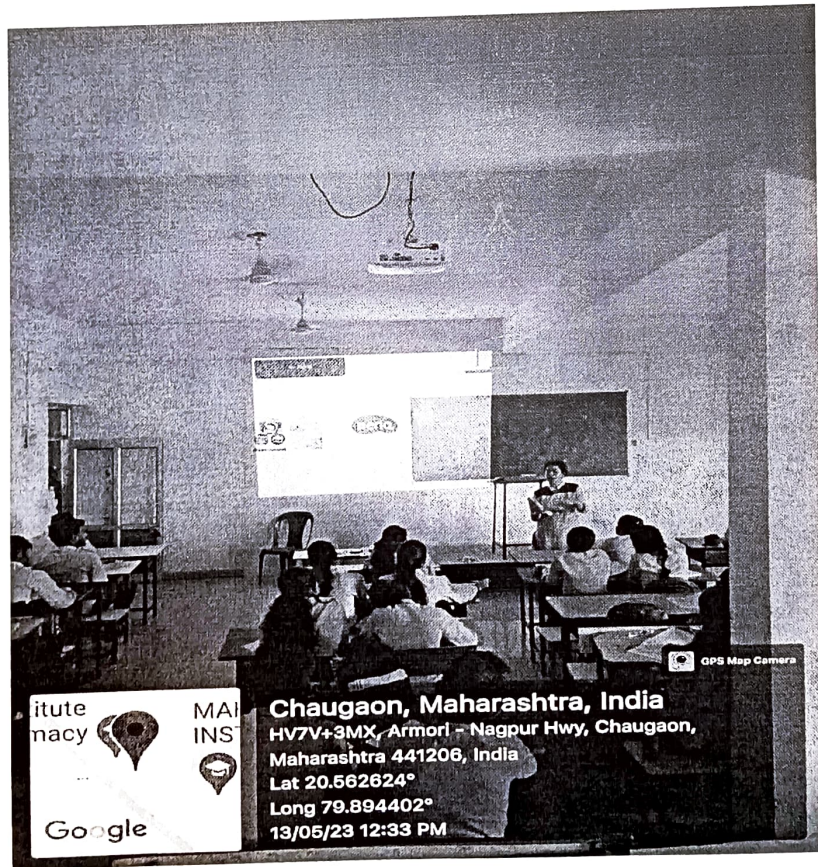 GPS Map Camera
itute
macy
MAH
INST
Google
Chaugaon, Maharashtra, India
HV7V+3MX, Armori - Nagpur Hwy, Chaugaon,
Maharashtra 441206, India
Lat 20.562624°
Long 79.894402°
13/05/23 12:33 PM